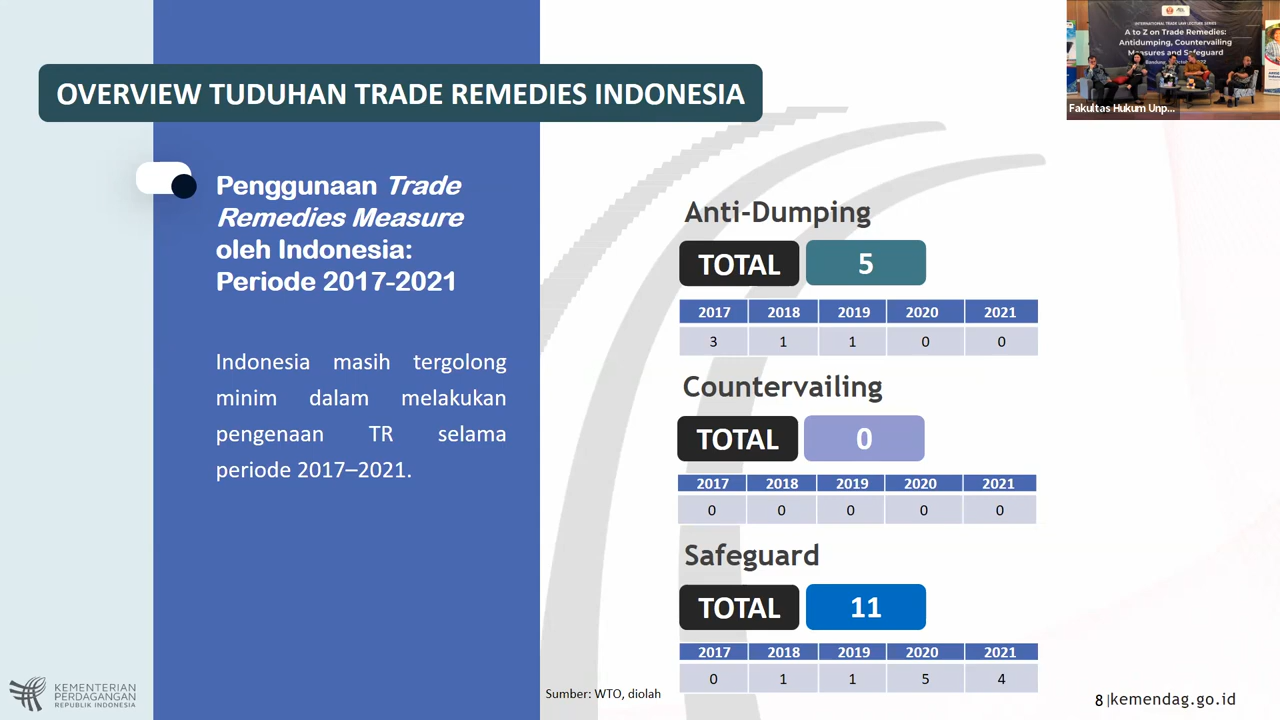 OVERVIEW TUDUHAN TRADE REMEDIES INDONESIA
Penggunaan Trade
Remedies Measure
oleh Indonesia:
Periode 2017-2021
Indonesia masih tergolong
minim dalam melakukan
pengenaan TR selama
periode 2017–2021.
Anti-Dumping
TOTAL 5
2017 2018 2019 2020 2021
3 1 1 0 0
Countervailing
TOTAL 0
2017 2018 2019 2020 2021
0 0 0 0 0
Safeguard
TOTAL 11
2017 2018 2019 2020 2021
0 1 1 5 4
Sumber: WTO, diolah
KEMENTERIAN
PERDAGANGAN
REPUBLIK INDONESIA
8 |kemendag.go.id
INTERNATIONAL TRADE LAW LECTURE SERIES
A to Z on Trade Remedies:
Antidumping, Countervailing
Measures and Safeguard
Bandung,
Fakultas Hukum Unp...